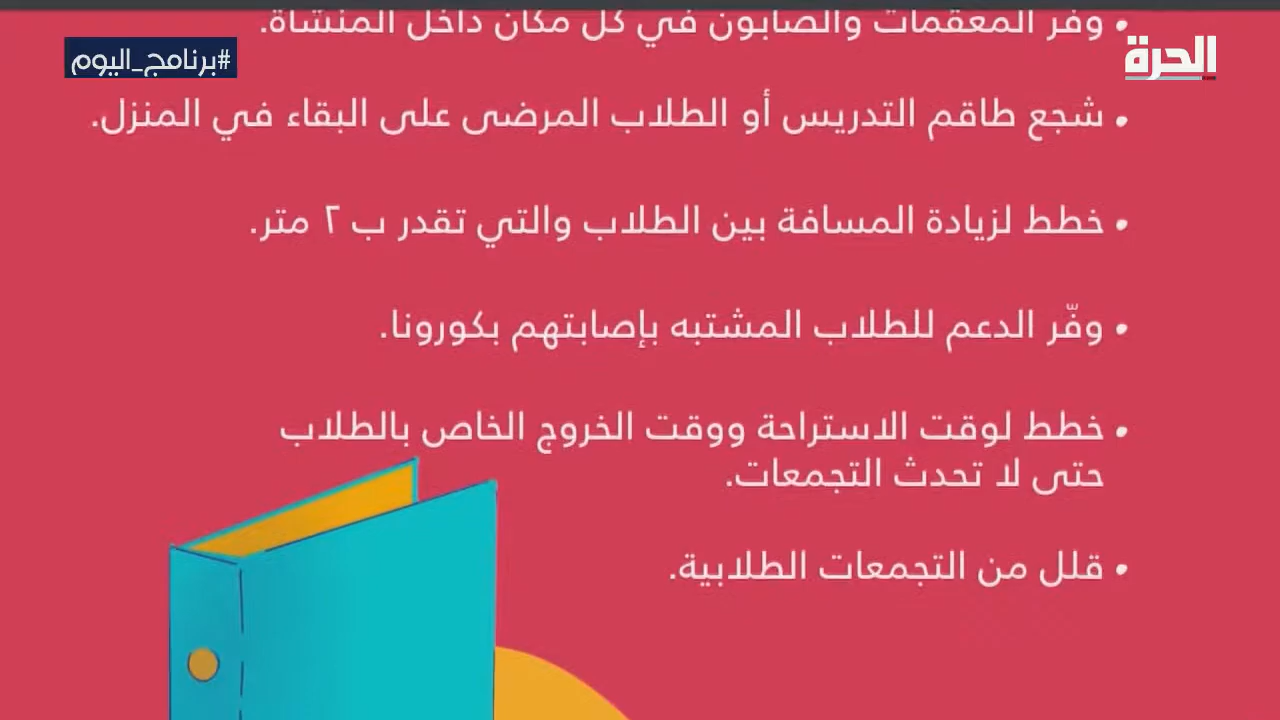 • وفر المعقمات والصابون في كل مكان داخل المنشأة.
الحرة
#برنامج_اليوم
• شجع طاقم التدريس أو الطلاب المرضى على البقاء في المنزل.
• خطط لزيادة المسافة بين الطلاب والتي تقدر ب ٢ متر.
• وفّر الدعم للطلاب المشتبه بإصابتهم بكورونا.
• خطط لوقت الاستراحة ووقت الخروج الخاص بالطلاب
حتى لا تحدث التجمعات.
• قلل من التجمعات الطلابية.